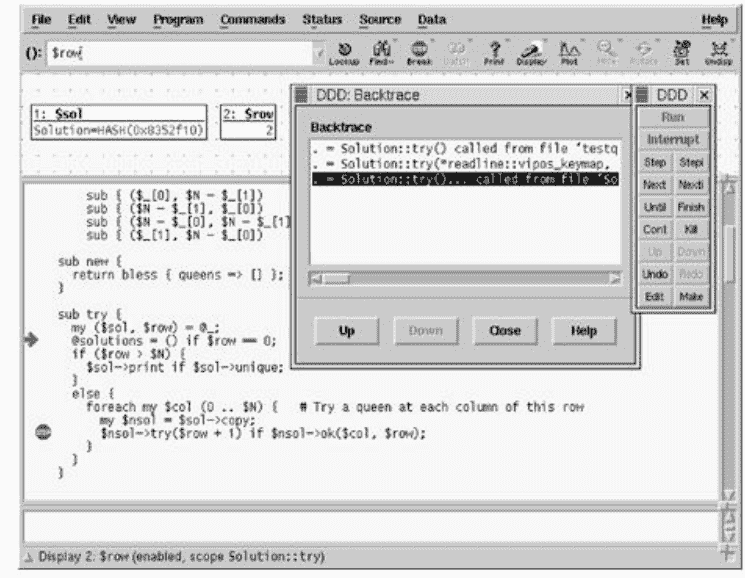 File Edit View Program Commands Status Source Data Help
(): $row
Lookup Find» Break Watch Print Display Plot Hide Rotate Set Undisp
1: $sol
Solution=HASH(0x8352f10)
2: $row
2
DDD: Backtrace
Backtrace
. = Solution::try() called from file 'testq
. = Solution::try(*readline::vipos_keymap,
. = Solution::try()... called from file 'So
Up Down Close Help
DDD
Run
Interrupt
Step Stepi
Next Nexti
Until Finish
Cont Kill
Up Down
Undo Redo
Edit Make
sub { ($_[0], $N - $_[1])
sub { ($N - $_[1], $_[0])
sub { ($N - $_[0], $N - $_[1]
sub { ($_[1], $N - $_[0])
sub new {
return bless { queens => [] };
}
sub try {
my ($sol, $row) = @_;
@solutions = () if $row == 0;
if ($row > $N) {
$sol->print if $sol->unique;
}
else {
foreach my $col (0 .. $N) { # Try a queen at each column of this row
my $nsol = $sol->copy;
$nsol->try($row + 1) if $nsol->ok($col, $row);
}
}
}
Display 2: $row (enabled, scope Solution::try)